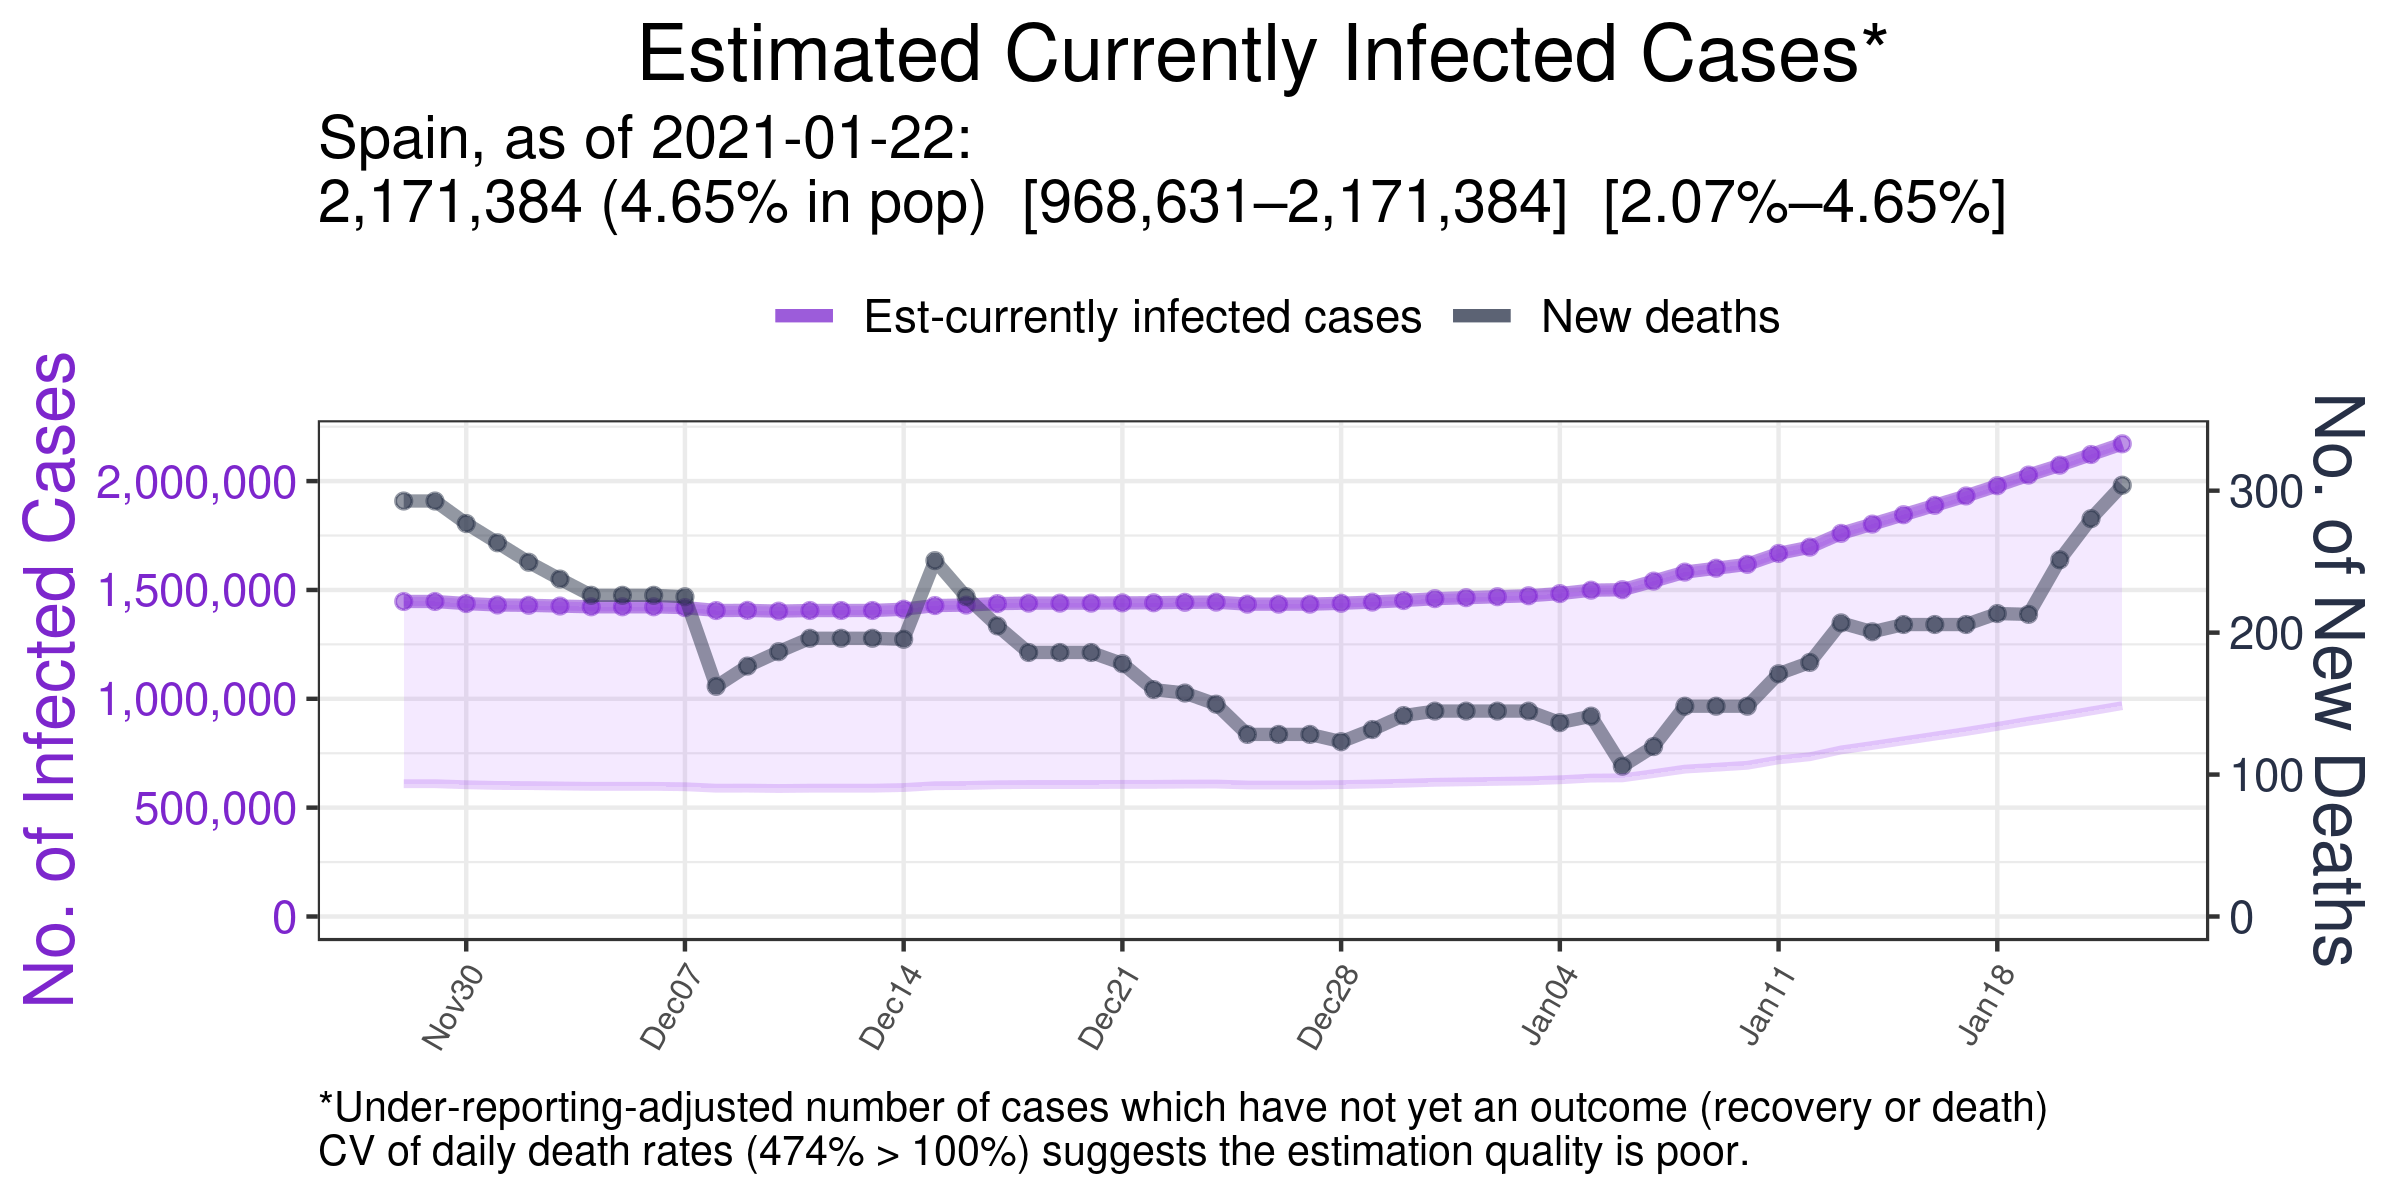 Estimated Currently Infected Cases*
Spain, as of 2021-01-22:
2,171,384 (4.65% in pop) [968,631–2,171,384] [2.07%–4.65%]
Est-currently infected cases
New deaths
No. of Infected Cases
2,000,000
1,500,000
1,000,000
500,000
0
300
200
100
0
No. of New Deaths
Nov30
Dec07
Dec14
Dec21
Dec28
Jan04
Jan11
Jan18
*Under-reporting-adjusted number of cases which have not yet an outcome (recovery or death)
CV of daily death rates (474% > 100%) suggests the estimation quality is poor.